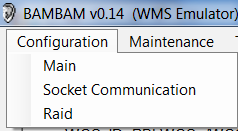 BAMBAM v0.14 (WMS Emulator)
Configuration Maintenance
Main
Socket Communication
Raid